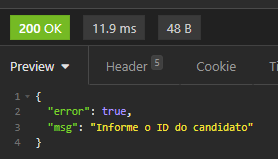 200 OK 11.9 ms 48 B
Preview Header 5 Cookie Ti
1 {
2 "error": true,
3 "msg": "Informe o ID do candidato"
4 }